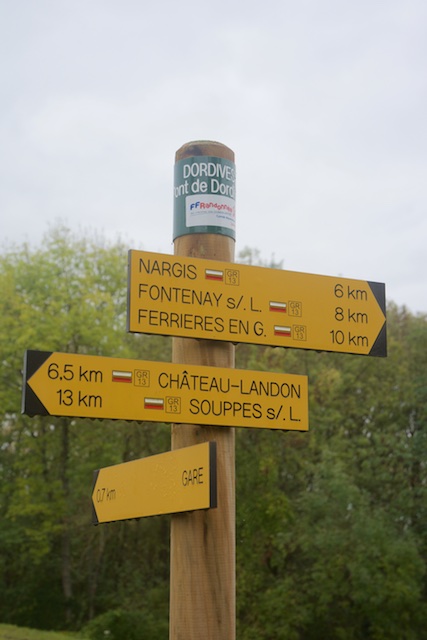 DORDIVES
Pont de Dord
FFRandonnée
NARGIS GR 13 6 km
FONTENAY s/. L. GR 13 8 km
FERRIERES EN G. GR 13 10 km
6,5 km GR 13 CHÂTEAU-LANDON
13 km GR 13 SOUPPES s/. L.
0,7 km GARE